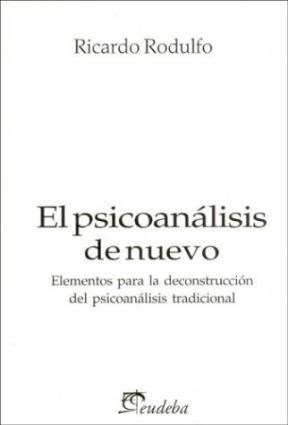 Ricardo Rodulfo
El psicoanálisis
de nuevo
Elementos para la deconstrucción
del psicoanálisis tradicional
Eudeba